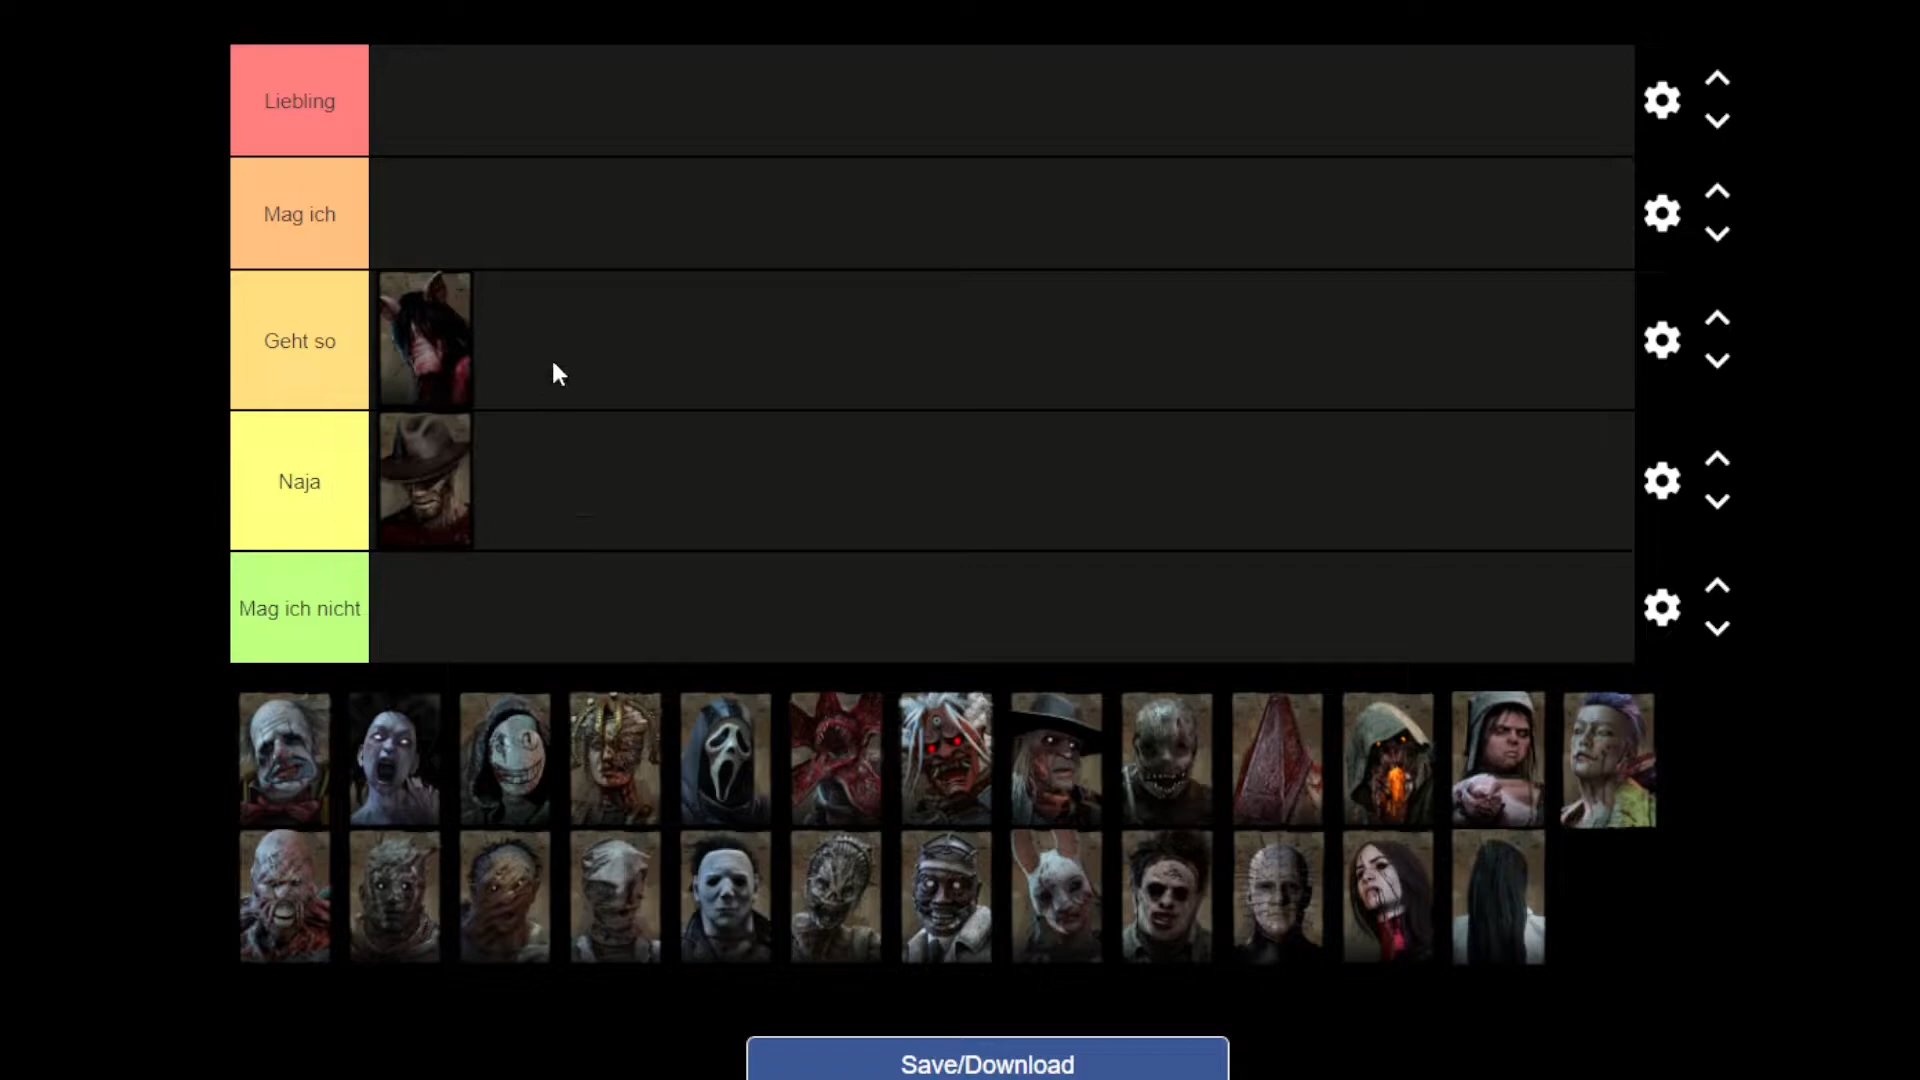 Liebling
Mag ich
Geht so
Naja
Mag ich nicht
Save/Download